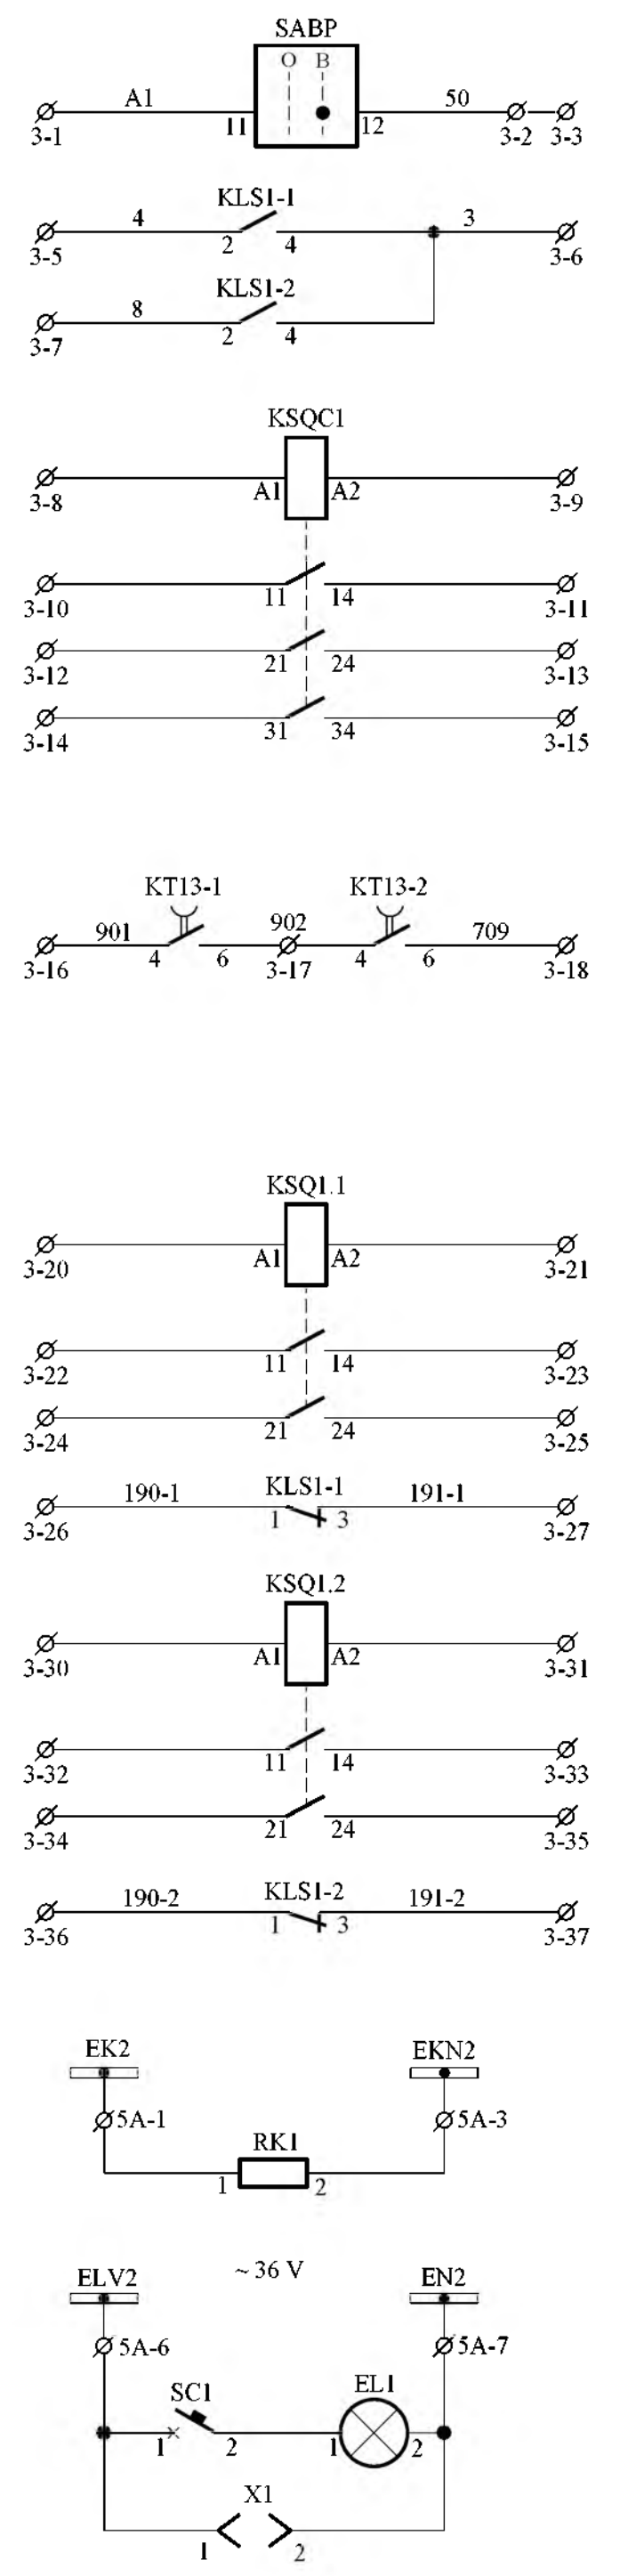 SABP
O B
A1 50
11 12
3-1 3-2 3-3
KLS1-1
4 3
2 4
3-5 3-6
KLS1-2
8
2 4
3-7
KSQC1
A1 A2
3-8 3-9
11 14
3-10 3-11
21 24
3-12 3-13
31 34
3-14 3-15
KT13-1 KT13-2
901 902 709
4 6 4 6
3-16 3-17 3-18
KSQ1.1
A1 A2
3-20 3-21
11 14
3-22 3-23
21 24
3-24 3-25
190-1 KLS1-1 191-1
1 3
3-26 3-27
KSQ1.2
A1 A2
3-30 3-31
11 14
3-32 3-33
21 24
3-34 3-35
190-2 KLS1-2 191-2
1 3
3-36 3-37
EK2 EKN2
5A-1 5A-3
RK1
1 2
~ 36 V
ELV2 EN2
5A-6 5A-7
SC1 EL1
1 2 1 2
X1
1 2